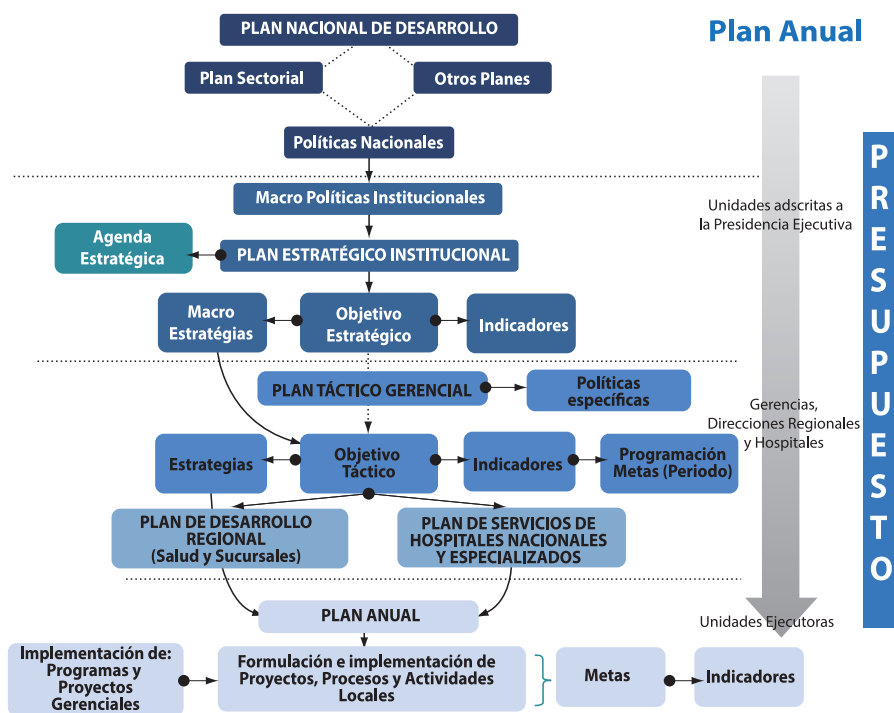 PLAN NACIONAL DE DESARROLLO
Plan Anual
Plan Sectorial
Otros Planes
Políticas Nacionales
Macro Políticas Institucionales
Unidades adscritas a
la Presidencia Ejecutiva
Agenda
Estratégica
PLAN ESTRATÉGICO INSTITUCIONAL
Macro
Estratégias
Objetivo
Estratégico
Indicadores
PLAN TÁCTICO GERENCIAL
Políticas
específicas
Gerencias,
Direcciones Regionales
y Hospitales
Estrategias
Objetivo
Táctico
Indicadores
Programación
Metas (Periodo)
PLAN DE DESARROLLO
REGIONAL
(Salud y Sucursales)
PLAN DE SERVICIOS DE
HOSPITALES NACIONALES
Y ESPECIALIZADOS
PLAN ANUAL
Unidades Ejecutoras
Implementación de:
Programas y
Proyectos
Gerenciales
Formulación e implementación de
Proyectos, Procesos y Actividades
Locales
Metas
Indicadores
PRESUPUESTO